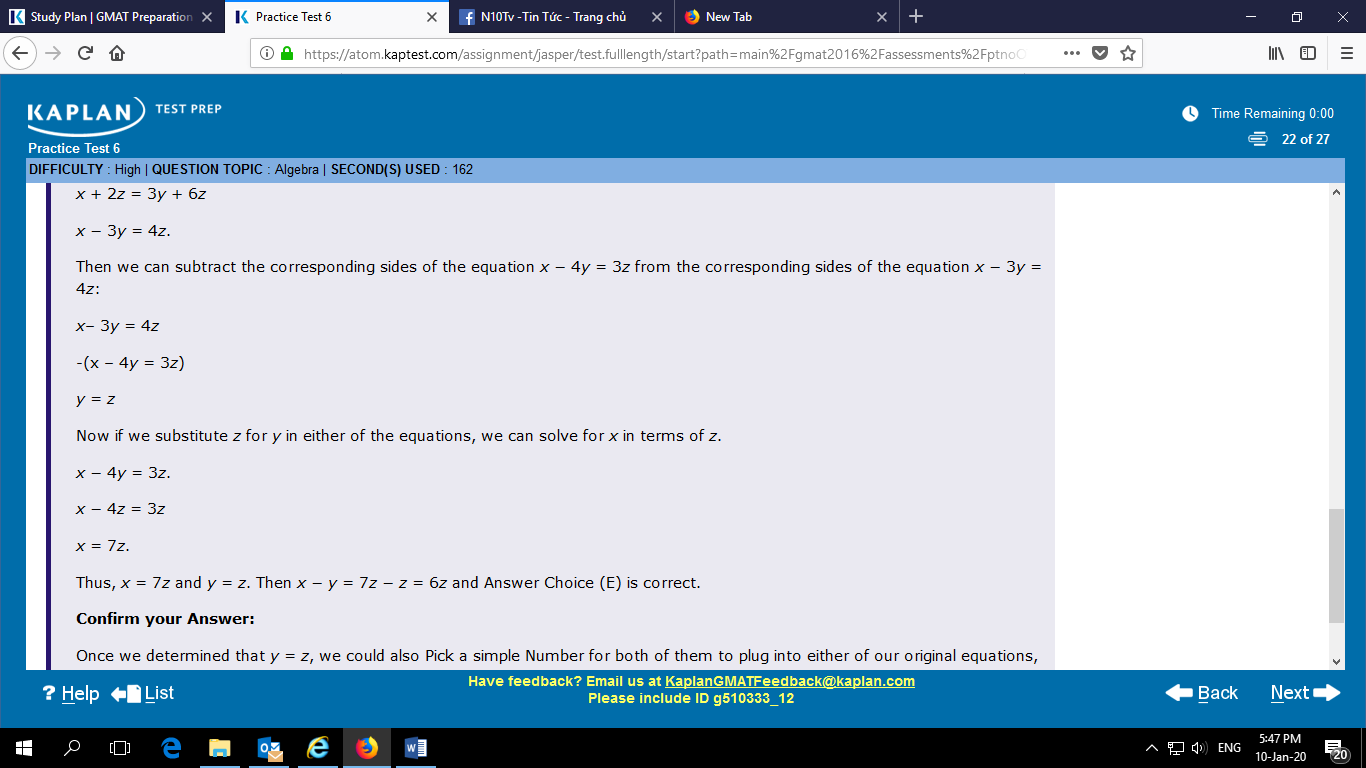 Study Plan | GMAT Preparation
Practice Test 6
N10Tv -Tin Tức - Trang chủ
New Tab
https://atom.kaptest.com/assignment/jasper/test.fulllength/start?path=main%2Fgmat2016%2Fassessments%2FptnoC
KAPLAN TEST PREP
Time Remaining 0:00
Practice Test 6
22 of 27
DIFFICULTY : High | QUESTION TOPIC : Algebra | SECOND(S) USED : 162
x + 2z = 3y + 6z
x − 3y = 4z.
Then we can subtract the corresponding sides of the equation x − 4y = 3z from the corresponding sides of the equation x − 3y =
4z:
x– 3y = 4z
-(x – 4y = 3z)
y = z
Now if we substitute z for y in either of the equations, we can solve for x in terms of z.
x − 4y = 3z.
x − 4z = 3z
x = 7z.
Thus, x = 7z and y = z. Then x − y = 7z − z = 6z and Answer Choice (E) is correct.
Confirm your Answer:
Once we determined that y = z, we could also Pick a simple Number for both of them to plug into either of our original equations,
? Help
List
Have feedback? Email us at KaplanGMATFeedback@kaplan.com
Please include ID g510333_12
Back
Next
ENG
5:47 PM
10-Jan-20
20